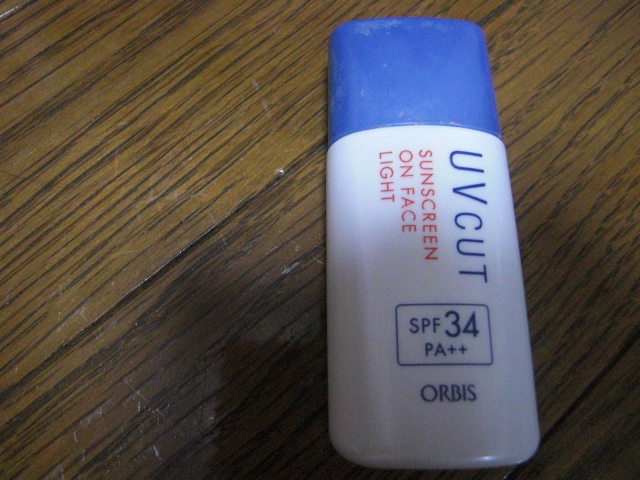 UV CUT
SUNSCREEN
ON FACE
LIGHT
SPF 34
PA++
ORBIS